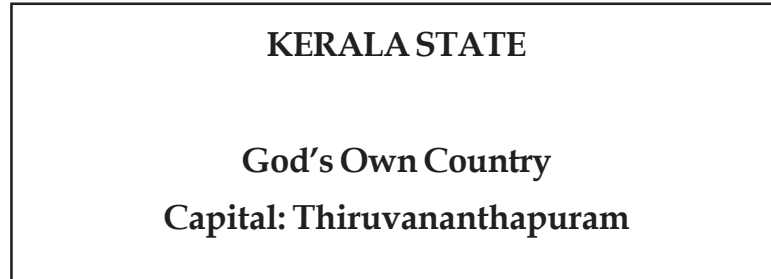 KERALA STATE
God’s Own Country
Capital: Thiruvananthapuram